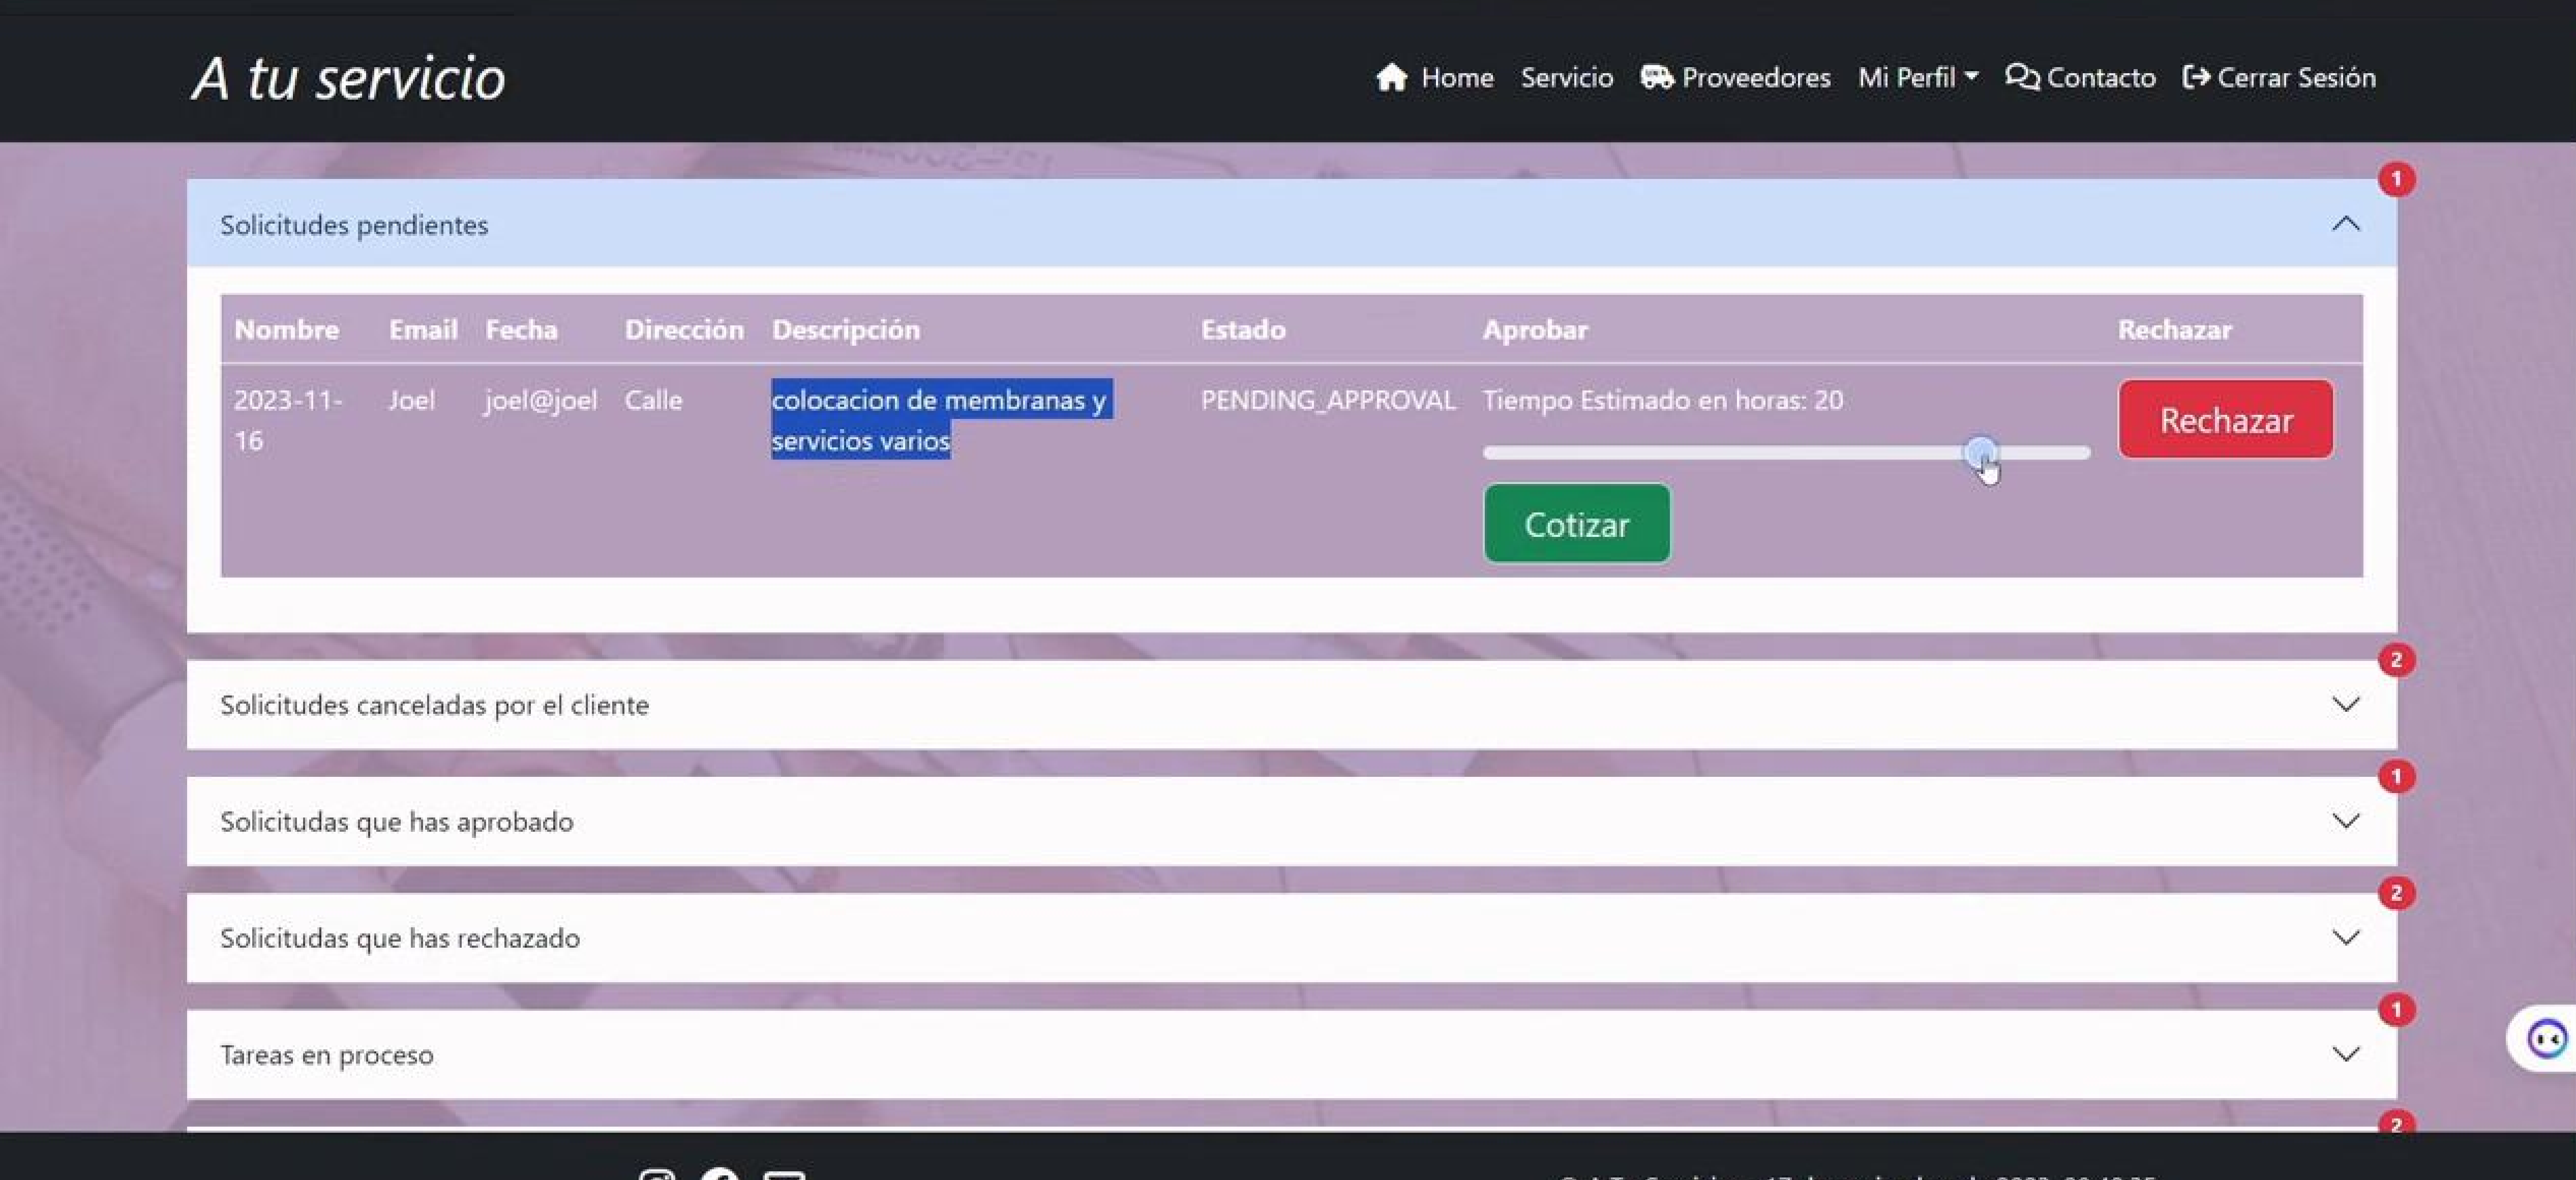 A tu servicio
Home Servicio Proveedores Mi Perfil Contacto Cerrar Sesión
1
Solicitudes pendientes
Nombre Email Fecha Dirección Descripción Estado Aprobar Rechazar
2023-11- Joel joel@joel Calle colocacion de membranas y PENDING_APPROVAL Tiempo Estimado en horas: 20 Rechazar
16 servicios varios
Cotizar
2
Solicitudes canceladas por el cliente
1
Solicitudas que has aprobado
2
Solicitudas que has rechazado
1
Tareas en proceso
2